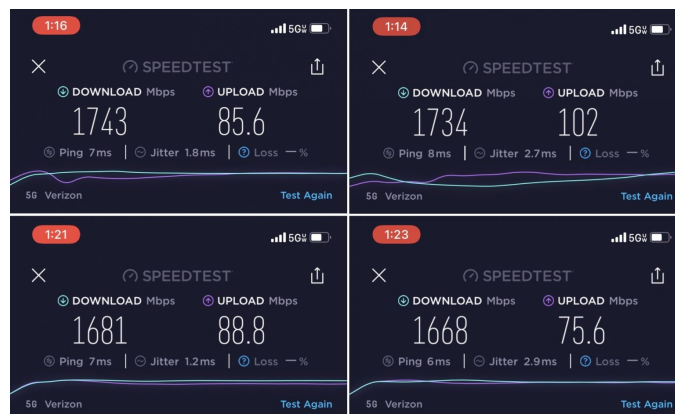 1:16
5G UW
SPEEDTEST
DOWNLOAD Mbps UPLOAD Mbps
1743 85.6
Ping 7ms Jitter 1.8ms ? Loss — %
5G Verizon Test Again
1:14
5G UW
SPEEDTEST
DOWNLOAD Mbps UPLOAD Mbps
1734 102
Ping 8ms Jitter 2.7ms ? Loss — %
5G Verizon Test Again
1:21
5G UW
SPEEDTEST
DOWNLOAD Mbps UPLOAD Mbps
1681 88.8
Ping 7ms Jitter 1.2ms ? Loss — %
5G Verizon Test Again
1:23
5G UW
SPEEDTEST
DOWNLOAD Mbps UPLOAD Mbps
1668 75.6
Ping 6ms Jitter 2.9ms ? Loss — %
5G Verizon Test Again